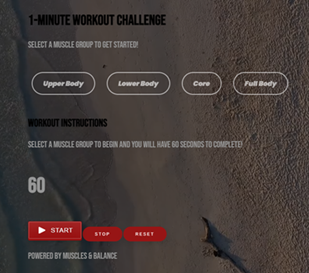 1-MINUTE WORKOUT CHALLENGE
SELECT A MUSCLE GROUP TO GET STARTED!
Upper Body Lower Body Core Full Body
WORKOUT INSTRUCTIONS
SELECT A MUSCLE GROUP TO BEGIN AND YOU WILL HAVE 60 SECONDS TO COMPLETE!
60
START STOP RESET
POWERED BY MUSCLES & BALANCE